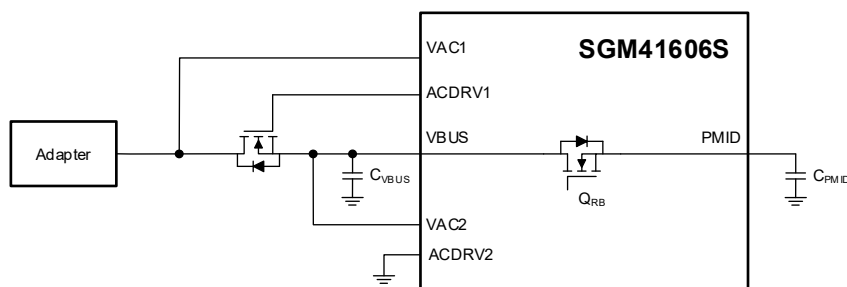 VAC1
SGM41606S
ACDRV1
Adapter
VBUS
PMID
CVBUS
QRB
CPMID
VAC2
ACDRV2